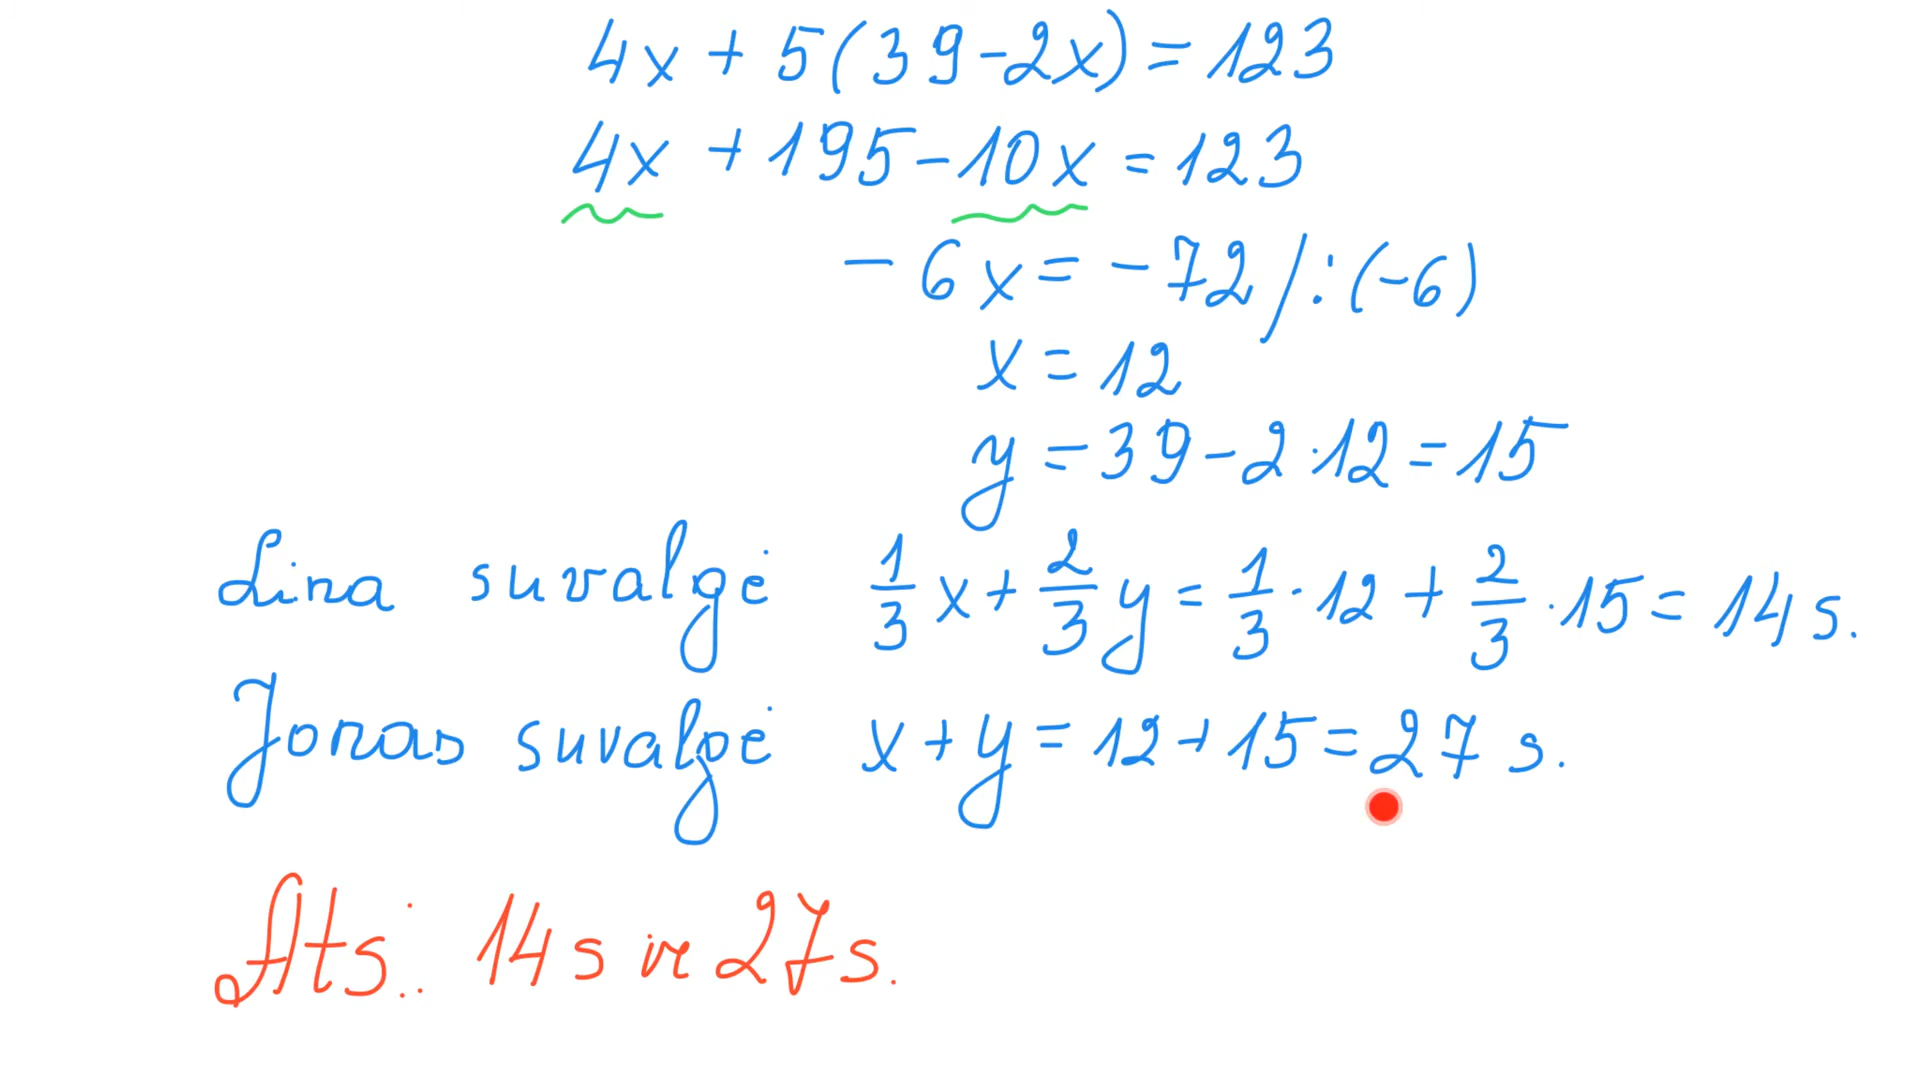 4x + 5(39-2x) = 123
4x + 195 - 10x = 123
- 6x = - 72 /:(-6)
x = 12
y = 39 - 2 · 12 = 15
Lina suvalgė 1/3 x + 2/3 y = 1/3 · 12 + 2/3 · 15 = 14 s.
Jonas suvalgė x + y = 12 + 15 = 27 s.
Ats.: 14 s ir 27 s.